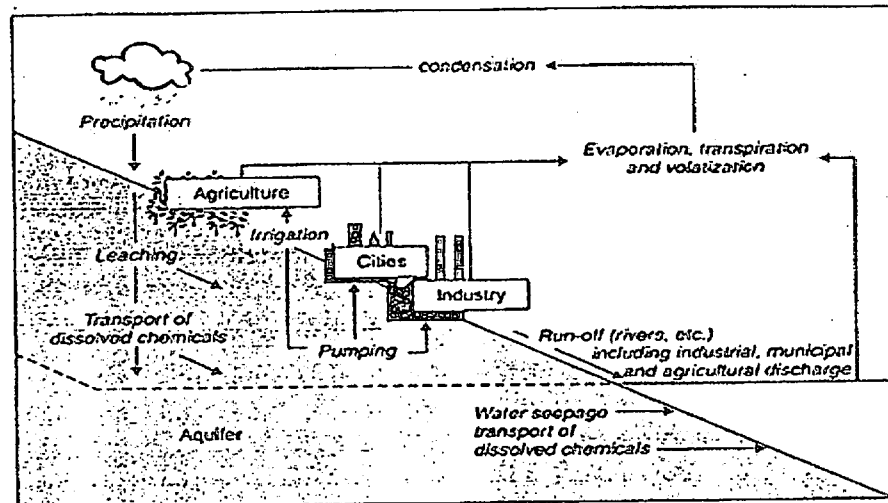 condensation
Precipitation
Evaporation, transpiration
and volatization
Agriculture
Irrigation
Leaching
Cities
Industry
Transport of
dissolved chemicals
Pumping
Run-off (rivers, etc.)
including industrial, municipal
and agricultural discharge
Aquifer
Water seepage
transport of
dissolved chemicals